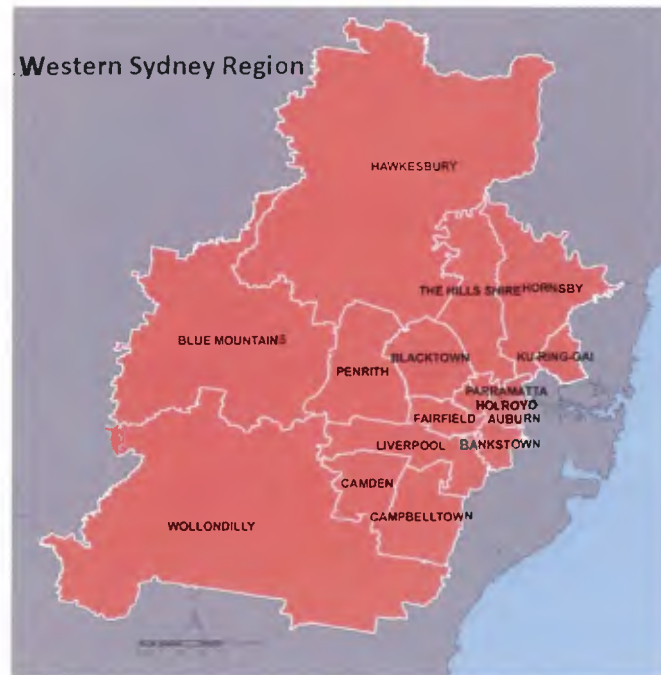 Western Sydney Region
HAWKESBURY
THE HILLS SHIRE
HORNSBY
BLUE MOUNTAINS
BLACKTOWN
KU-RING-GAI
PENRITH
PARRAMATTA
HOLROYD
FAIRFIELD
AUBURN
LIVERPOOL
BANKSTOWN
CAMDEN
CAMPBELLTOWN
WOLLONDILLY